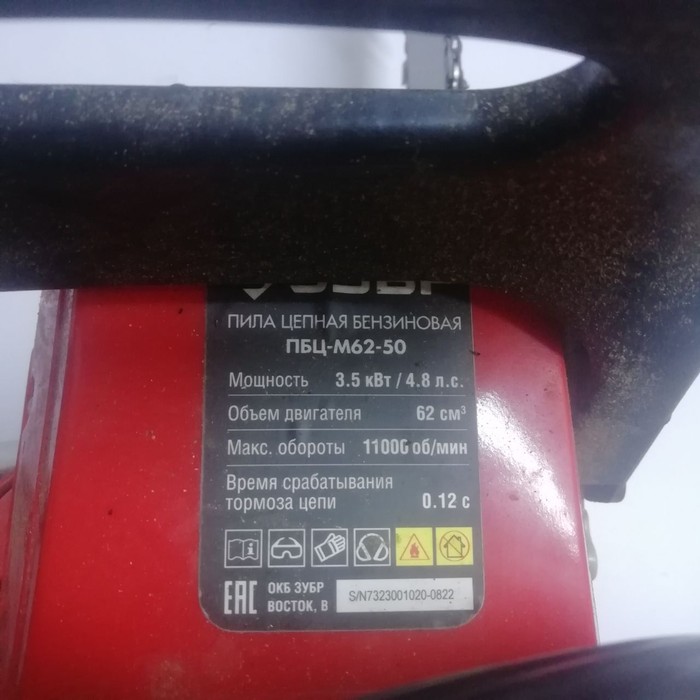 ЗУБР
ПИЛА ЦЕПНАЯ БЕНЗИНОВАЯ
ПБЦ-М62-50
Мощность 3.5 кВт / 4.8 л.с.
Объем двигателя 62 см³
Макс. обороты 11000 об/мин
Время срабатывания
тормоза цепи 0.12 с
ЕАС ОКБ ЗУБР
ВОСТОК, В S/N7323001020-0822